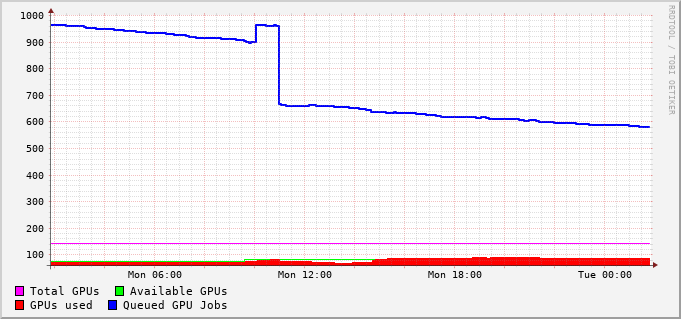 1000
900
800
700
600
500
400
300
200
100
Mon 06:00 Mon 12:00 Mon 18:00 Tue 00:00
Total GPUs Available GPUs
GPUs used Queued GPU Jobs
RRDTOOL / TOBI OETIKER